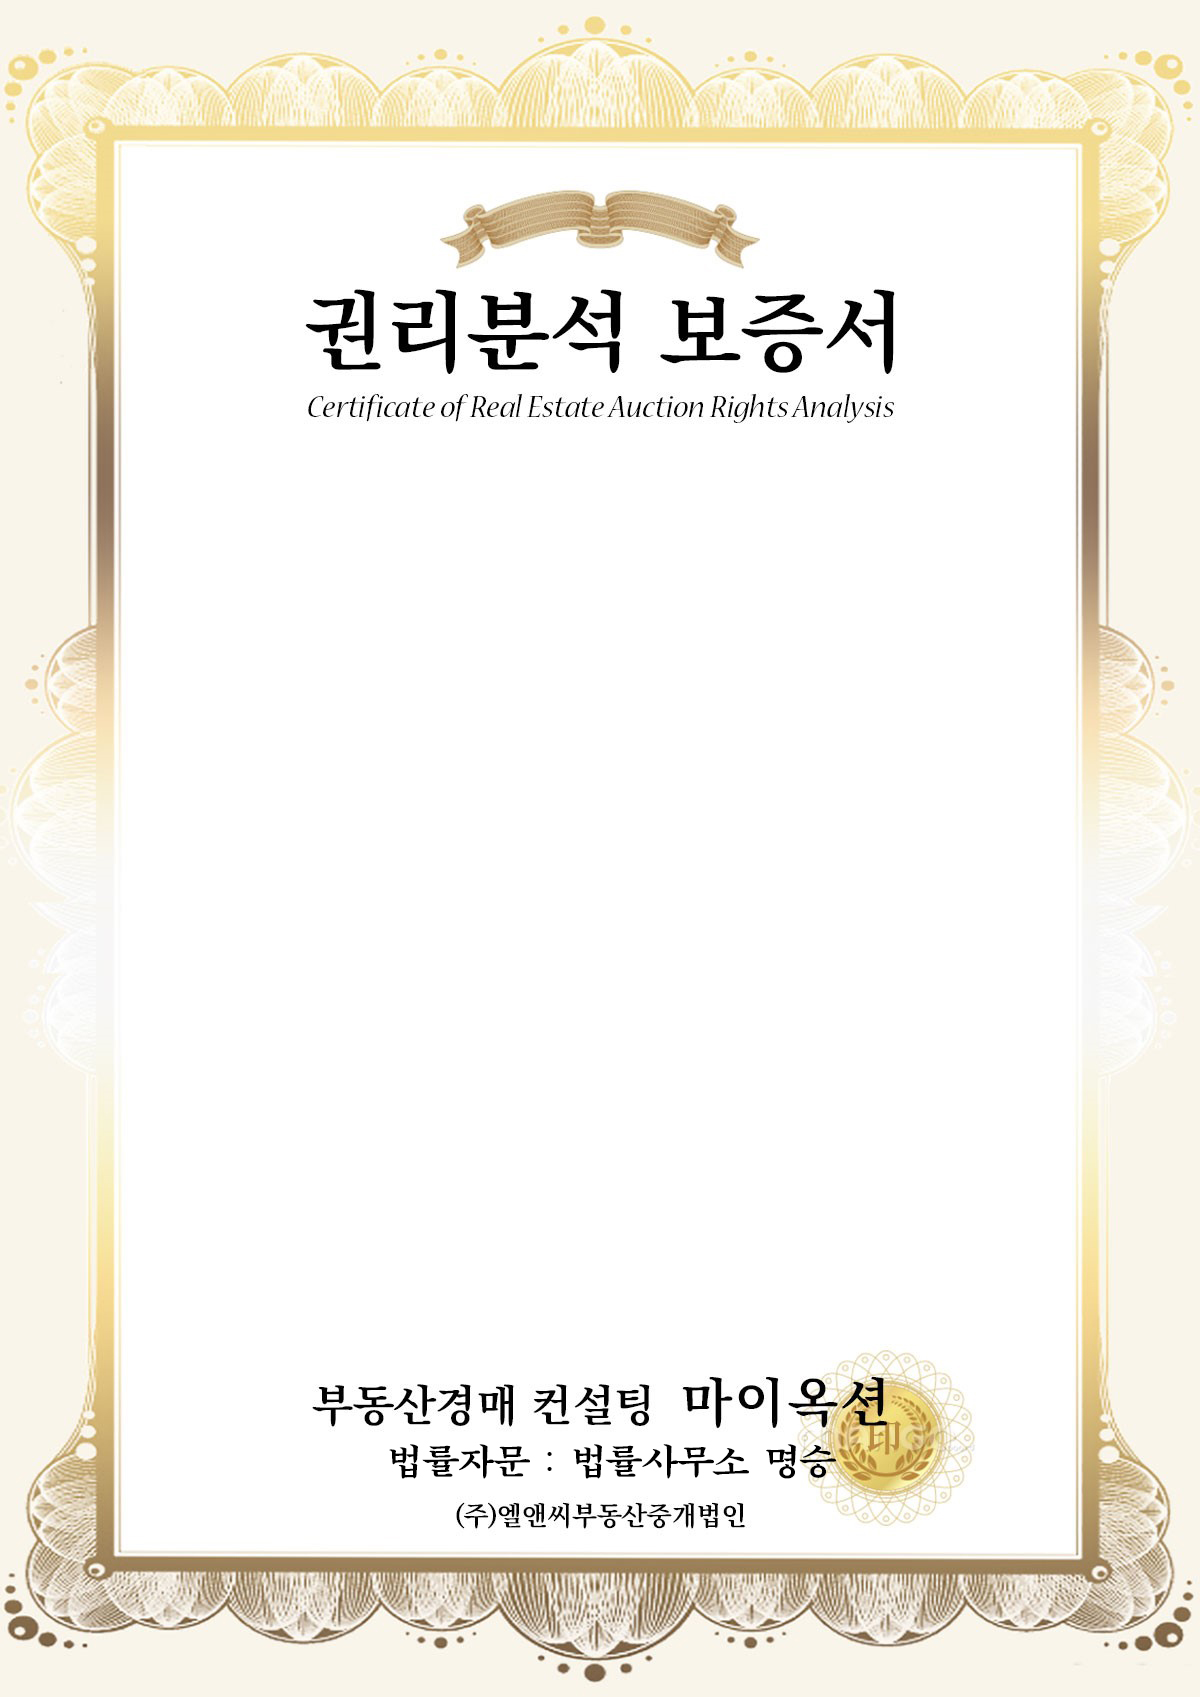 권리분석 보증서
Certificate of Real Estate Auction Rights Analysis
부동산경매 컨설팅 마이옥션
印
법률자문 : 법률사무소 명승
(주)엘앤씨부동산중개법인